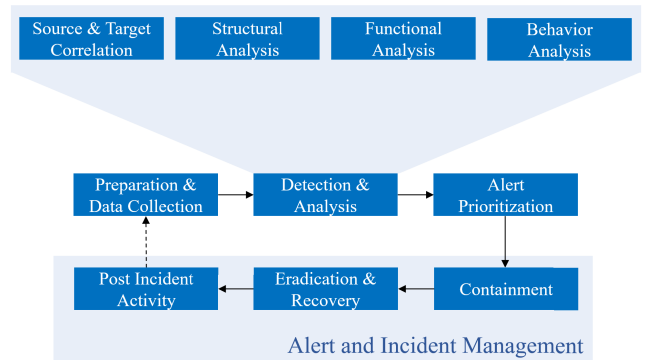 Source & Target
Correlation
Structural
Analysis
Functional
Analysis
Behavior
Analysis
Preparation &
Data Collection
Detection &
Analysis
Alert
Prioritization
Post Incident
Activity
Eradication &
Recovery
Containment
Alert and Incident Management